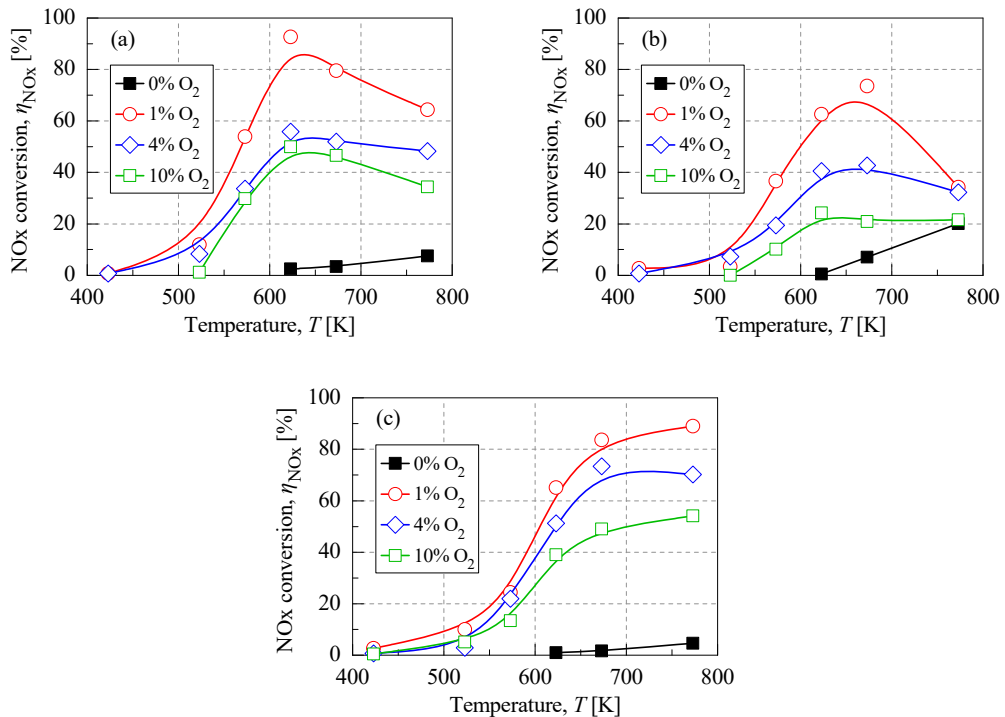 (a)
0% O2
1% O2
4% O2
10% O2
NOx conversion, ηNOx [%]
100
80
60
40
20
0
400 500 600 700 800
Temperature, T [K]
(b)
0% O2
1% O2
4% O2
10% O2
NOx conversion, ηNOx [%]
100
80
60
40
20
0
400 500 600 700 800
Temperature, T [K]
(c)
0% O2
1% O2
4% O2
10% O2
NOx conversion, ηNOx [%]
100
80
60
40
20
0
400 500 600 700 800
Temperature, T [K]